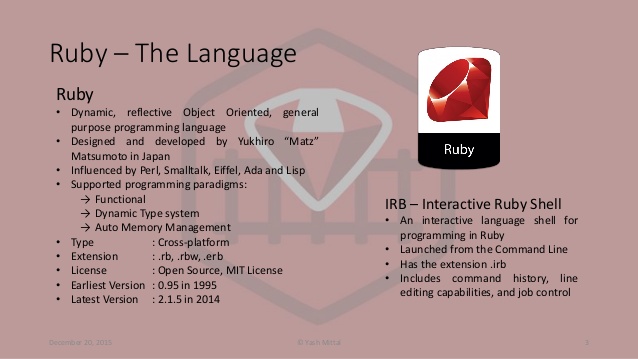 Ruby – The Language
Ruby
• Dynamic, reflective Object Oriented, general
purpose programming language
• Designed and developed by Yukhiro “Matz”
Matsumoto in Japan
• Influenced by Perl, Smalltalk, Eiffel, Ada and Lisp
• Supported programming paradigms:
→ Functional
→ Dynamic Type system
→ Auto Memory Management
• Type : Cross-platform
• Extension : .rb, .rbw, .erb
• License : Open Source, MIT License
• Earliest Version : 0.95 in 1995
• Latest Version : 2.1.5 in 2014
Ruby
IRB – Interactive Ruby Shell
• An interactive language shell for
programming in Ruby
• Launched from the Command Line
• Has the extension .irb
• Includes command history, line
editing capabilities, and job control
December 20, 2015
© Yash Mittal
2